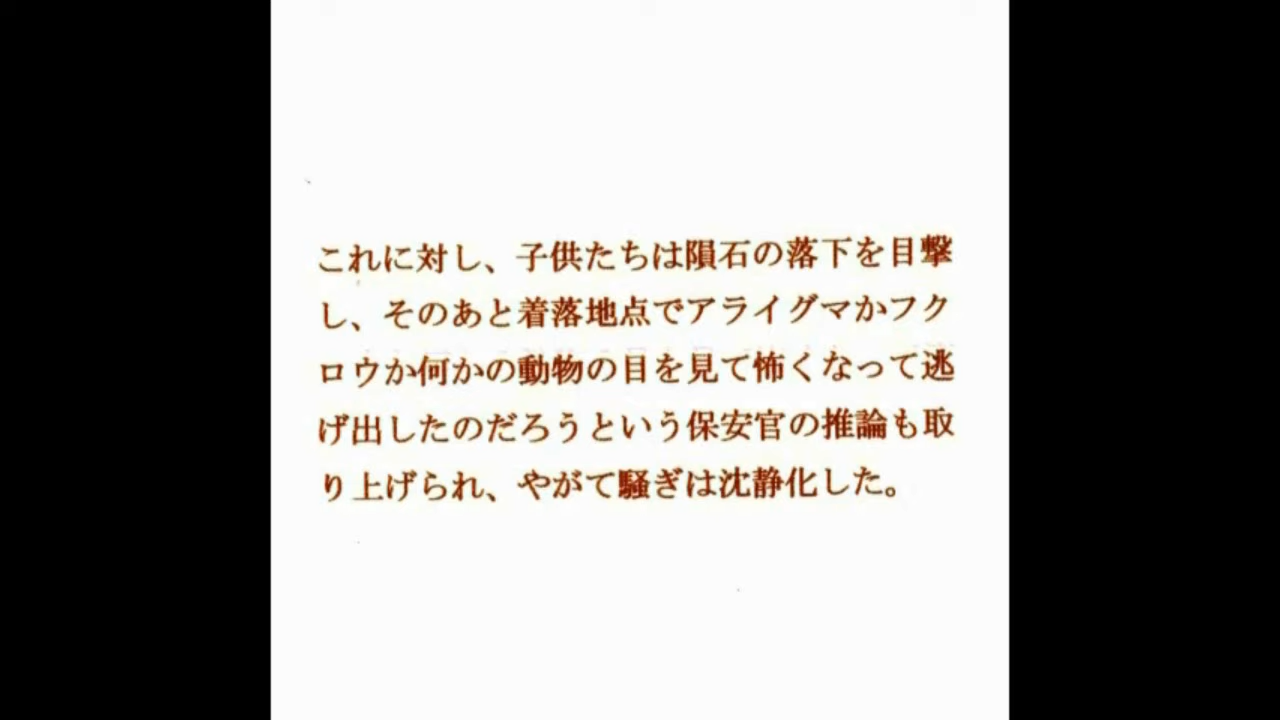 これに対し、子供たちは隕石の落下を目撃
し、そのあと着落地点でアライグマかフク
ロウか何かの動物の目を見て怖くなって逃
げ出したのだろうという保安官の推論も取
り上げられ、やがて騒ぎは沈静化した。